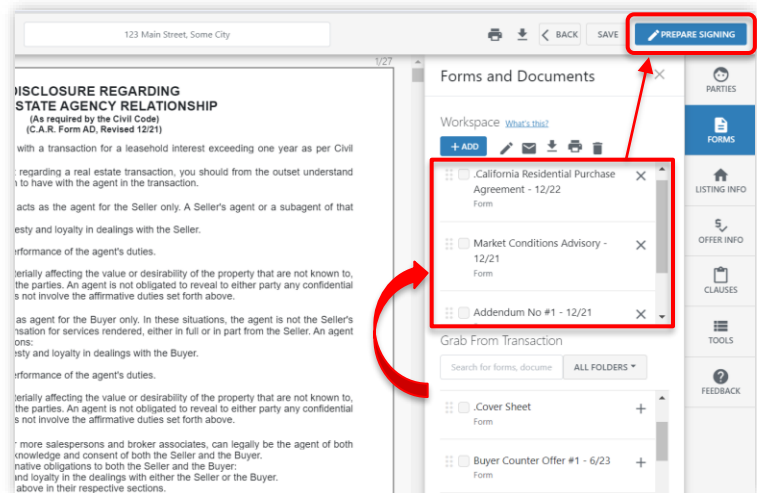 123 Main Street, Some City
BACK
SAVE
PREPARE SIGNING
1/27
DISCLOSURE REGARDING
STATE AGENCY RELATIONSHIP
(As required by the Civil Code)
(C.A.R. Form AD, Revised 12/21)
with a transaction for a leasehold interest exceeding one year as per Civil
regarding a real estate transaction, you should from the outset understand
to have with the agent in the transaction.
acts as the agent for the Seller only. A Seller's agent or a subagent of that
esty and loyalty in dealings with the Seller.
erformance of the agent's duties.
terially affecting the value or desirability of the property that are not known to,
the parties. An agent is not obligated to reveal to either party any confidential
s not involve the affirmative duties set forth above.
as agent for the Buyer only. In these situations, the agent is not the Seller's
nsation for services rendered, either in full or in part from the Seller. An agent
ons:
esty and loyalty in dealings with the Buyer.
erformance of the agent's duties.
terially affecting the value or desirability of the property that are not known to,
the parties. An agent is not obligated to reveal to either party any confidential
s not involve the affirmative duties set forth above.
more salespersons and broker associates, can legally be the agent of both
knowledge and consent of both the Seller and the Buyer.
mative obligations to both the Seller and the Buyer:
and loyalty in the dealings with either the Seller or the Buyer.
above in their respective sections.
Forms and Documents
Workspace What's this?
+ ADD
.California Residential Purchase
Agreement - 12/22
Form
Market Conditions Advisory -
12/21
Form
Addendum No #1 - 12/21
Grab From Transaction
Search for forms, docume
ALL FOLDERS
.Cover Sheet
Form
Buyer Counter Offer #1 - 6/23
Form
PARTIES
FORMS
LISTING INFO
OFFER INFO
CLAUSES
TOOLS
FEEDBACK